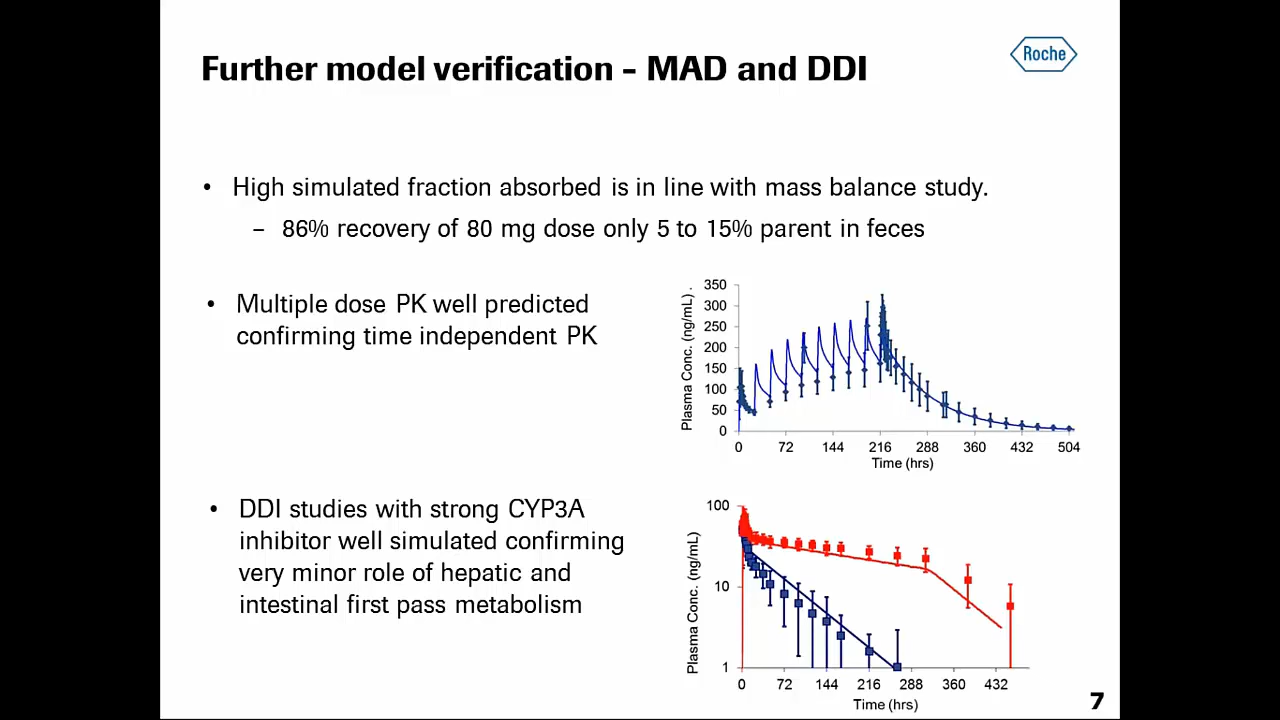 Further model verification – MAD and DDI
Roche
• High simulated fraction absorbed is in line with mass balance study.
– 86% recovery of 80 mg dose only 5 to 15% parent in feces
• Multiple dose PK well predicted
confirming time independent PK
Plasma Conc. (ng/mL) .
350
300
250
200
150
100
50
0
0 72 144 216 288 360 432 504
Time (hrs)
• DDI studies with strong CYP3A
inhibitor well simulated confirming
very minor role of hepatic and
intestinal first pass metabolism
Plasma Conc. (ng/mL)
100
10
1
0 72 144 216 288 360 432
Time (hrs)
7